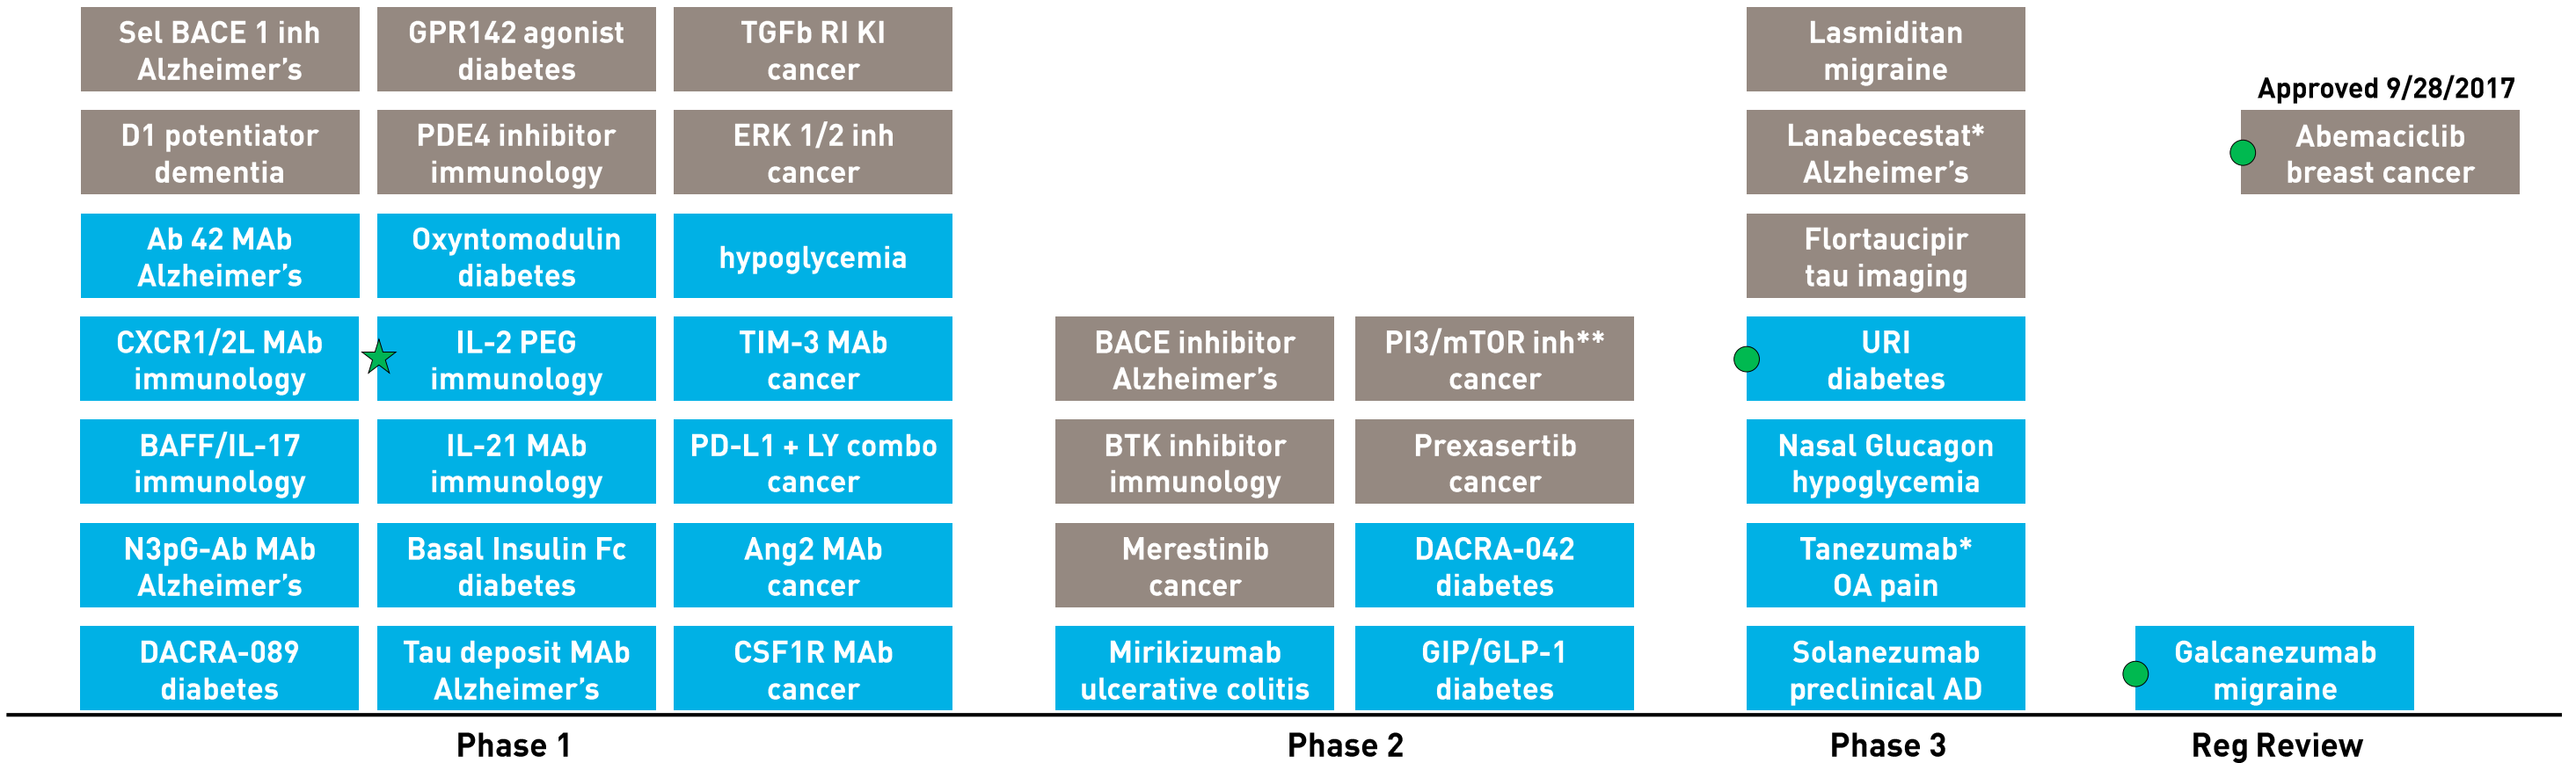 Sel BACE 1 inh
Alzheimer’s
GPR142 agonist
diabetes
TGFb RI KI
cancer
Lasmiditan
migraine
Approved 9/28/2017
D1 potentiator
dementia
PDE4 inhibitor
immunology
ERK 1/2 inh
cancer
Lanabecestat*
Alzheimer’s
Abemaciclib
breast cancer
Ab 42 MAb
Alzheimer’s
Oxyntomodulin
diabetes
hypoglycemia
Flortaucipir
tau imaging
CXCR1/2L MAb
immunology
IL-2 PEG
immunology
TIM-3 MAb
cancer
BACE inhibitor
Alzheimer’s
PI3/mTOR inh**
cancer
URI
diabetes
BAFF/IL-17
immunology
IL-21 MAb
immunology
PD-L1 + LY combo
cancer
BTK inhibitor
immunology
Prexasertib
cancer
Nasal Glucagon
hypoglycemia
N3pG-Ab MAb
Alzheimer’s
Basal Insulin Fc
diabetes
Ang2 MAb
cancer
Merestinib
cancer
DACRA-042
diabetes
Tanezumab*
OA pain
DACRA-089
diabetes
Tau deposit MAb
Alzheimer’s
CSF1R MAb
cancer
Mirikizumab
ulcerative colitis
GIP/GLP-1
diabetes
Solanezumab
preclinical AD
Galcanezumab
migraine
Phase 1
Phase 2
Phase 3
Reg Review